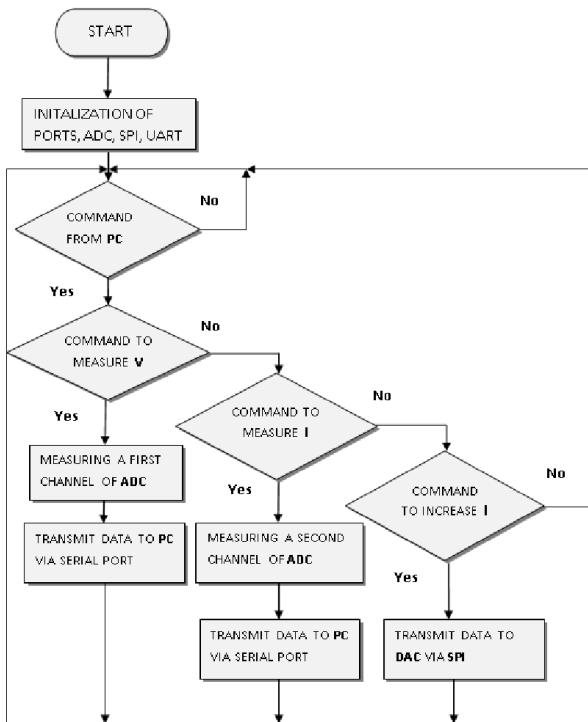 START
INITALIZATION OF
PORTS, ADC, SPI, UART
COMMAND
FROM PC
No
Yes
COMMAND TO
MEASURE V
No
Yes
COMMAND TO
MEASURE I
No
Yes
MEASURING A FIRST
CHANNEL OF ADC
COMMAND
TO INCREASE I
No
Yes
TRANSMIT DATA TO PC
VIA SERIAL PORT
MEASURING A SECOND
CHANNEL OF ADC
TRANSMIT DATA TO PC
VIA SERIAL PORT
TRANSMIT DATA TO
DAC VIA SPI